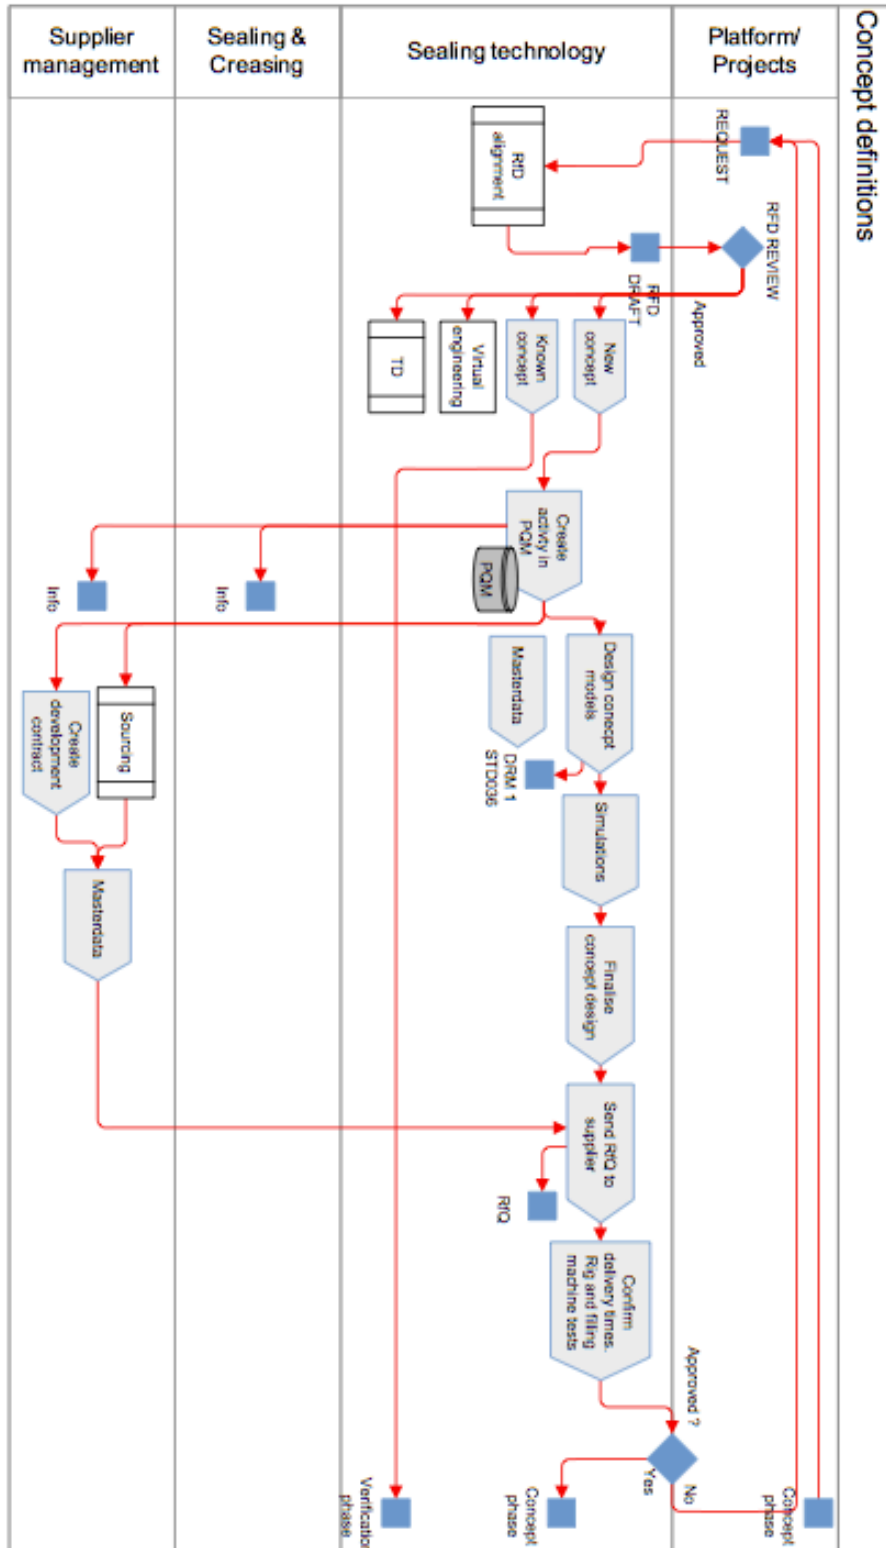 Concept definitions
Platform/
Projects
Sealing technology
Sealing &
Creasing
Supplier
management
REQUEST
RfD
alignment
RFD REVIEW
RFD
DRAFT
Approved
New
concept
Known
concept
Virtual
engineering
TD
Create
activty in
PQM
PQM
Info
Info
Design conecpt
models
Masterdata
DRM 1
STD036
Sourcing
Create
development
contract
Masterdata
Simulations
Finalise
concept design
Send RfQ to
supplier
RfQ
Confirm
delivery times.
Rig and filling
machine tests
Approved ?
No
Yes
Concept phase
Concept
phase
Verification
phase